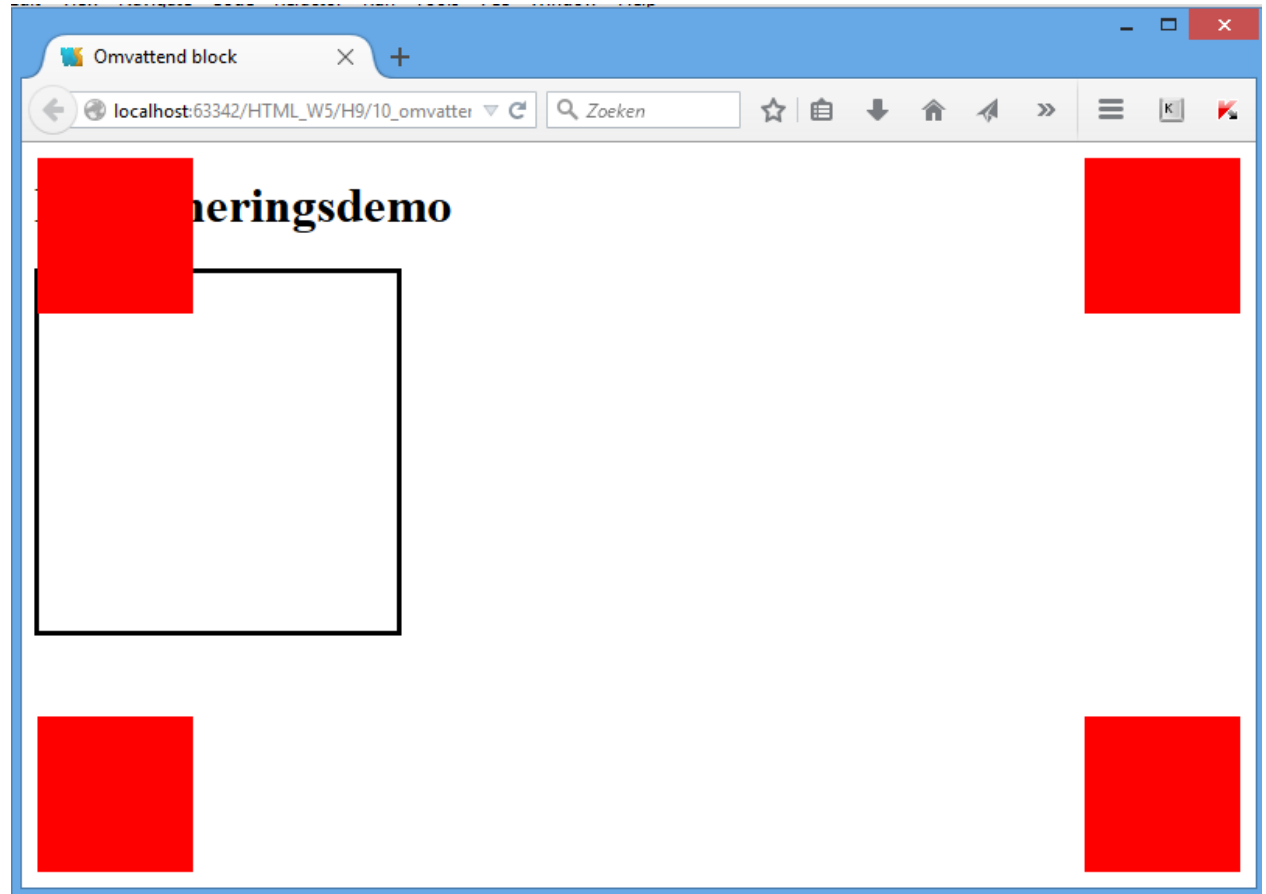 Omvattend block
localhost:63342/HTML_W5/H9/10_omvatter
Zoeken
K
neringsdemo